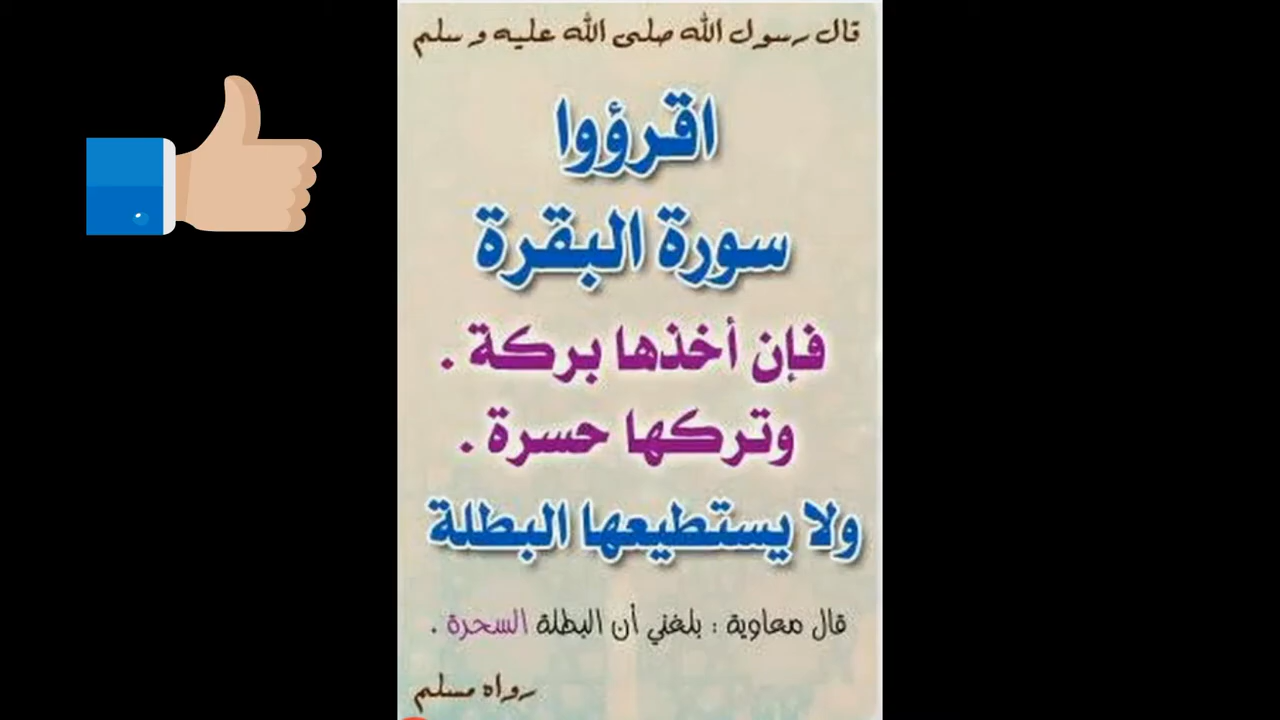 قال رسول الله صلى الله عليه و سلم
اقرؤوا
سورة البقرة
فإن أخذها بركة .
وتركها حسرة .
ولا يستطيعها البطلة
قال معاوية : بلغني أن البطلة السحرة .
رواه مسلم